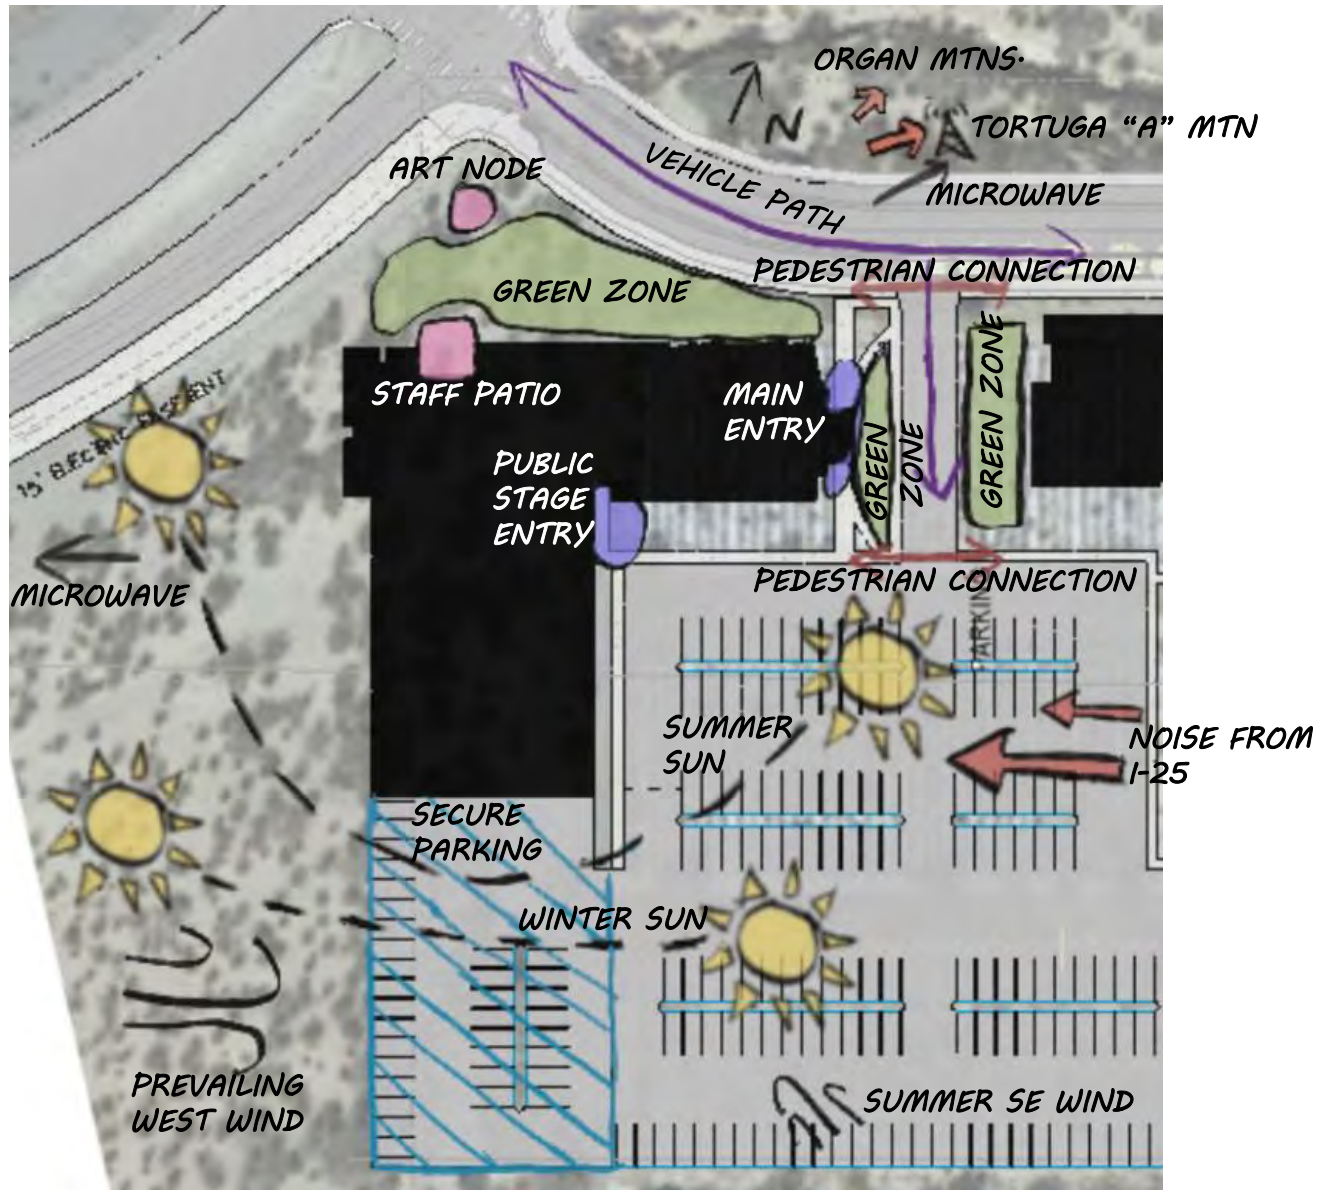 ORGAN MTNS.
N
TORTUGA “A” MTN
ART NODE
VEHICLE PATH
MICROWAVE
PEDESTRIAN CONNECTION
GREEN ZONE
STAFF PATIO
MAIN
ENTRY
GREEN
ZONE
GREEN ZONE
PUBLIC
STAGE
ENTRY
MICROWAVE
PEDESTRIAN CONNECTION
PARKING
SUMMER
SUN
NOISE FROM
I-25
SECURE
PARKING
WINTER SUN
PREVAILING
WEST WIND
SUMMER SE WIND